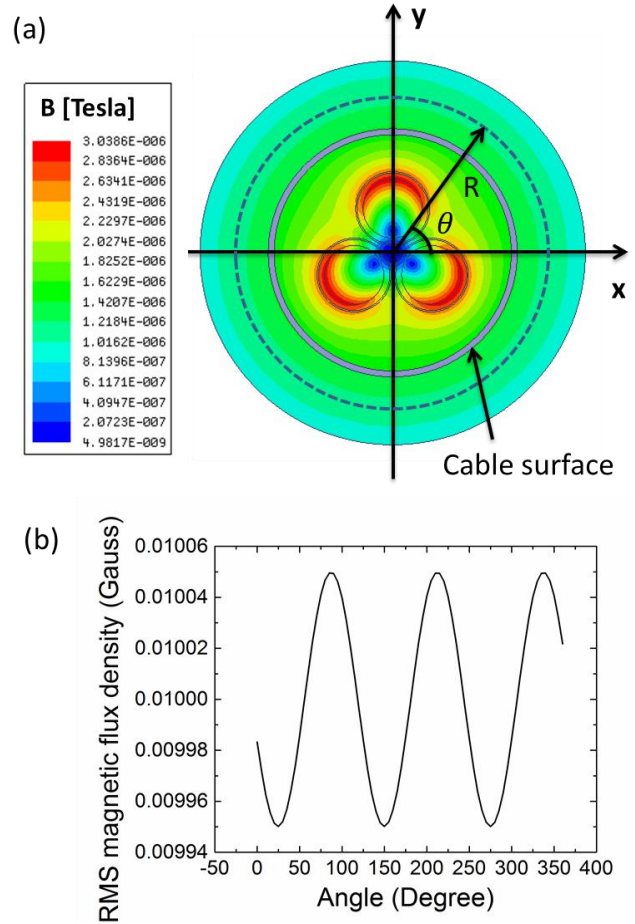 (a)
y
B [Tesla]
3.0386E-006
2.8364E-006
2.6341E-006
2.4319E-006
2.2297E-006
2.0274E-006
1.8252E-006
1.6229E-006
1.4207E-006
1.2184E-006
1.0162E-006
8.1396E-007
6.1171E-007
4.0947E-007
2.0723E-007
4.9817E-009
R
θ
x
Cable surface
(b)
RMS magnetic flux density (Gauss)
0.01006
0.01004
0.01002
0.01000
0.00998
0.00996
0.00994
-50 0 50 100 150 200 250 300 350 400
Angle (Degree)